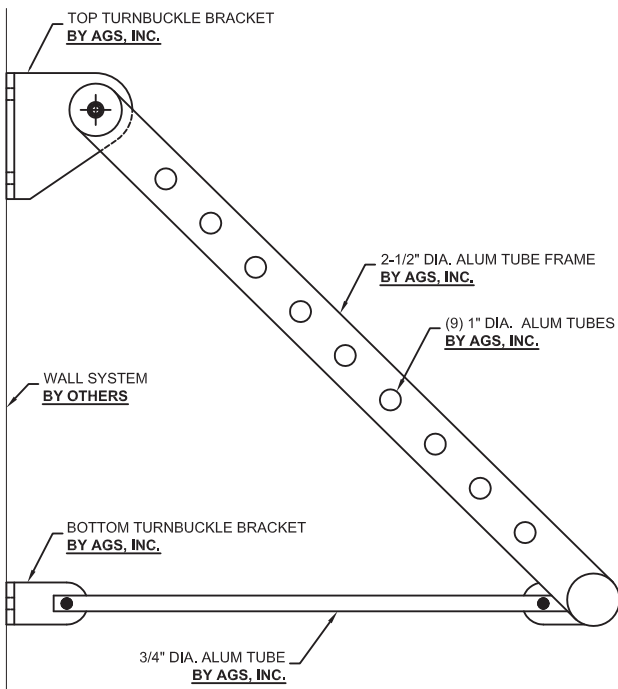 TOP TURNBUCKLE BRACKET
BY AGS, INC.
2-1/2" DIA. ALUM TUBE FRAME
BY AGS, INC.
(9) 1" DIA. ALUM TUBES
BY AGS, INC.
WALL SYSTEM
BY OTHERS
BOTTOM TURNBUCKLE BRACKET
BY AGS, INC.
3/4" DIA. ALUM TUBE
BY AGS, INC.